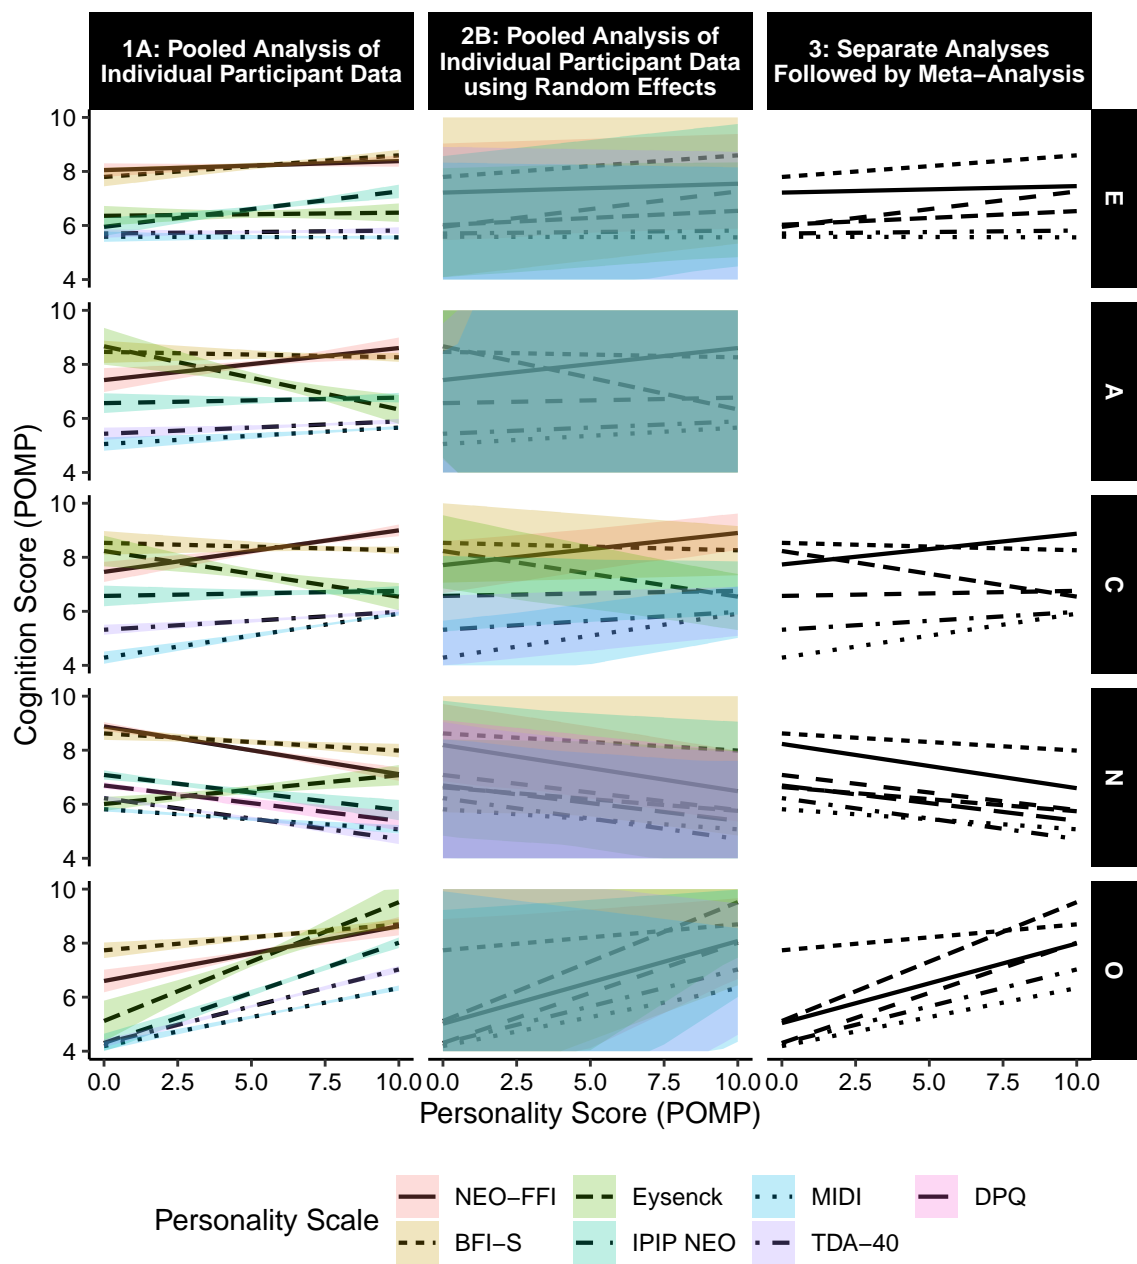 1A: Pooled Analysis of
Individual Participant Data
2B: Pooled Analysis of
Individual Participant Data
using Random Effects
3: Separate Analyses
Followed by Meta−Analysis
Cognition Score (POMP)
10
8
6
4
E
10
8
6
4
A
10
8
6
4
C
10
8
6
4
N
10
8
6
4
O
0.0 2.5 5.0 7.5 10.0 0.0 2.5 5.0 7.5 10.0 0.0 2.5 5.0 7.5 10.0
Personality Score (POMP)
Personality Scale
NEO−FFI Eysenck MIDI DPQ
BFI−S IPIP NEO TDA−40